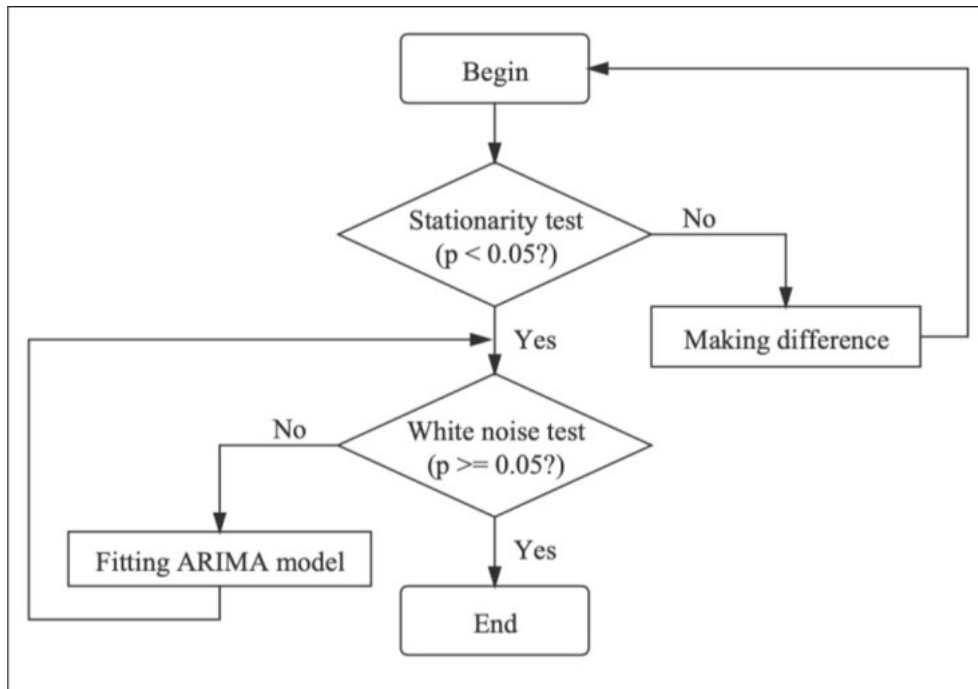 Begin
Stationarity test
(p < 0.05?)
No
Yes
Making difference
White noise test
(p >= 0.05?)
No
Fitting ARIMA model
Yes
End